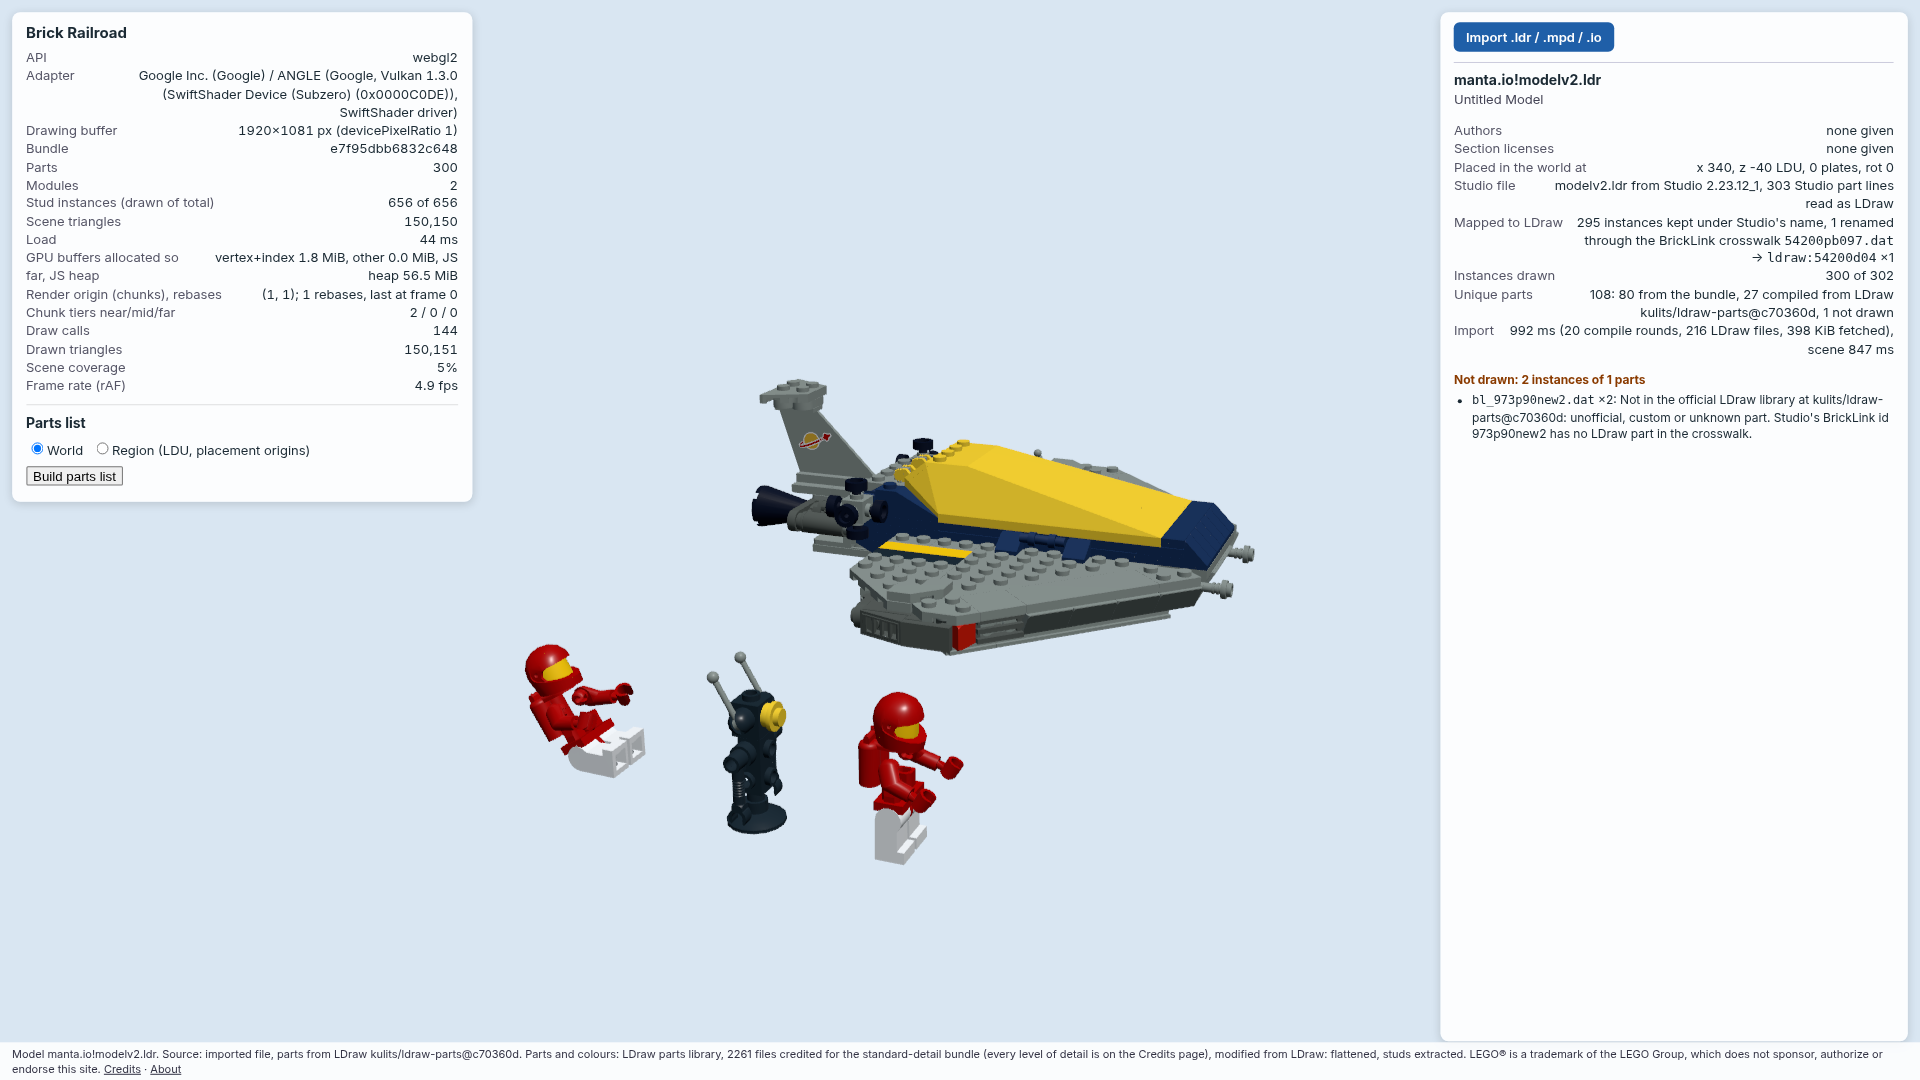 Brick Railroad
API webgl2
Adapter Google Inc. (Google) / ANGLE (Google, Vulkan 1.3.0
(SwiftShader Device (Subzero) (0x0000C0DE)),
SwiftShader driver)
Drawing buffer 1920×1081 px (devicePixelRatio 1)
Bundle e7f95dbb6832c648
Parts 300
Modules 2
Stud instances (drawn of total) 656 of 656
Scene triangles 150,150
Load 44 ms
GPU buffers allocated so vertex+index 1.8 MiB, other 0.0 MiB, JS
far, JS heap heap 56.5 MiB
Render origin (chunks), rebases (1, 1); 1 rebases, last at frame 0
Chunk tiers near/mid/far 2 / 0 / 0
Draw calls 144
Drawn triangles 150,151
Scene coverage 5%
Frame rate (rAF) 4.9 fps
Parts list
World Region (LDU, placement origins)
Build parts list
Import .ldr / .mpd / .io
manta.io!modelv2.ldr
Untitled Model
Authors none given
Section licenses none given
Placed in the world at x 340, z -40 LDU, 0 plates, rot 0
Studio file modelv2.ldr from Studio 2.23.12_1, 303 Studio part lines
read as LDraw
Mapped to LDraw 295 instances kept under Studio's name, 1 renamed
through the BrickLink crosswalk 54200pb097.dat
→ ldraw:54200d04 ×1
Instances drawn 300 of 302
Unique parts 108: 80 from the bundle, 27 compiled from LDraw
kulits/ldraw-parts@c70360d, 1 not drawn
Import 992 ms (20 compile rounds, 216 LDraw files, 398 KiB fetched),
scene 847 ms
Not drawn: 2 instances of 1 parts
• bl_973p90new2.dat ×2: Not in the official LDraw library at kulits/ldraw-
parts@c70360d: unofficial, custom or unknown part. Studio's BrickLink id
973p90new2 has no LDraw part in the crosswalk.
Model manta.io!modelv2.ldr. Source: imported file, parts from LDraw kulits/ldraw-parts@c70360d. Parts and colours: LDraw parts library, 2261 files credited for the standard-detail bundle (every level of detail is on the Credits page), modified from LDraw: flattened, studs extracted. LEGO® is a trademark of the LEGO Group, which does not sponsor, authorize or
endorse this site. Credits · About